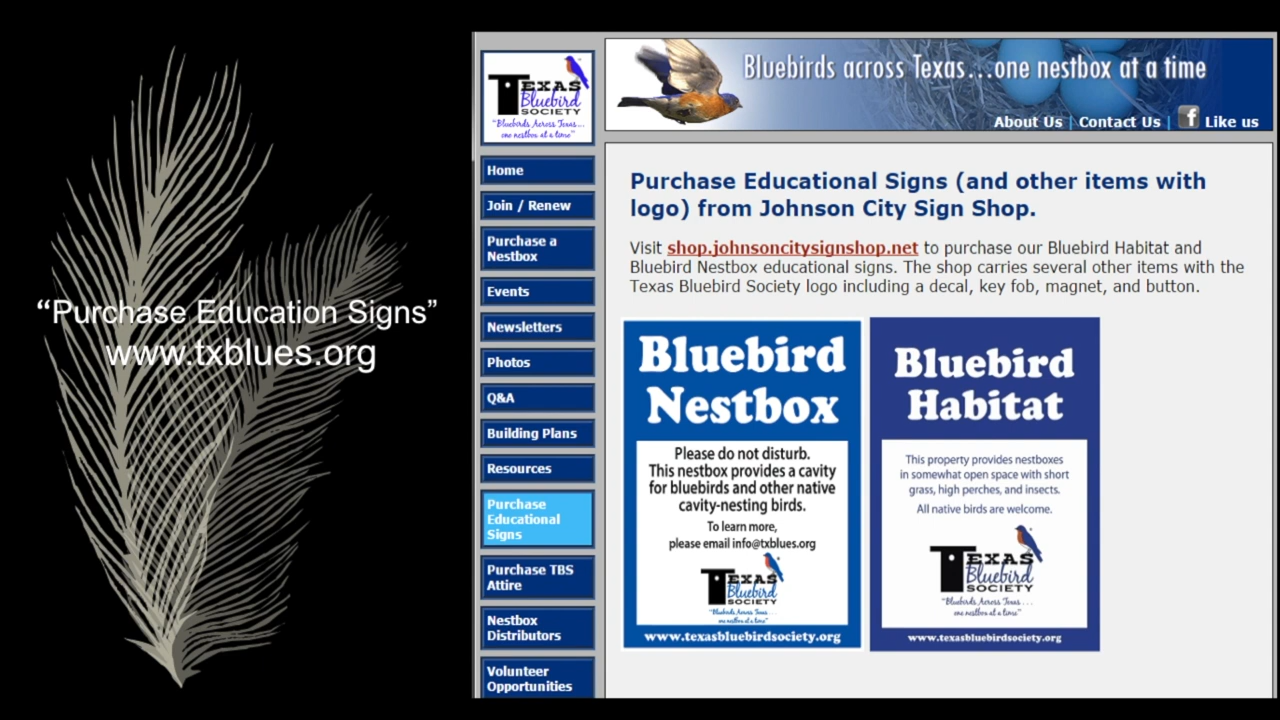 “Purchase Education Signs”
www.txblues.org
TEXAS
Bluebird
SOCIETY
"Bluebirds Across Texas...
one nestbox at a time"
Home
Join / Renew
Purchase a
Nestbox
Events
Newsletters
Photos
Q&A
Building Plans
Resources
Purchase
Educational
Signs
Purchase TBS
Attire
Nestbox
Distributors
Volunteer
Opportunities
Bluebirds across Texas...one nestbox at a time
About Us | Contact Us | f Like us
Purchase Educational Signs (and other items with
logo) from Johnson City Sign Shop.
Visit shop.johnsoncitysignshop.net to purchase our Bluebird Habitat and
Bluebird Nestbox educational signs. The shop carries several other items with the
Texas Bluebird Society logo including a decal, key fob, magnet, and button.
Bluebird
Nestbox
Please do not disturb.
This nestbox provides a cavity
for bluebirds and other native
cavity-nesting birds.
To learn more,
please email info@txblues.org
TEXAS
Bluebird
SOCIETY
"Bluebirds Across Texas...
one nestbox at a time"
www.texasbluebirdsociety.org
Bluebird
Habitat
This property provides nestboxes
in somewhat open space with short
grass, high perches, and insects.
All native birds are welcome.
TEXAS
Bluebird
SOCIETY
"Bluebirds Across Texas...
one nestbox at a time"
www.texasbluebirdsociety.org